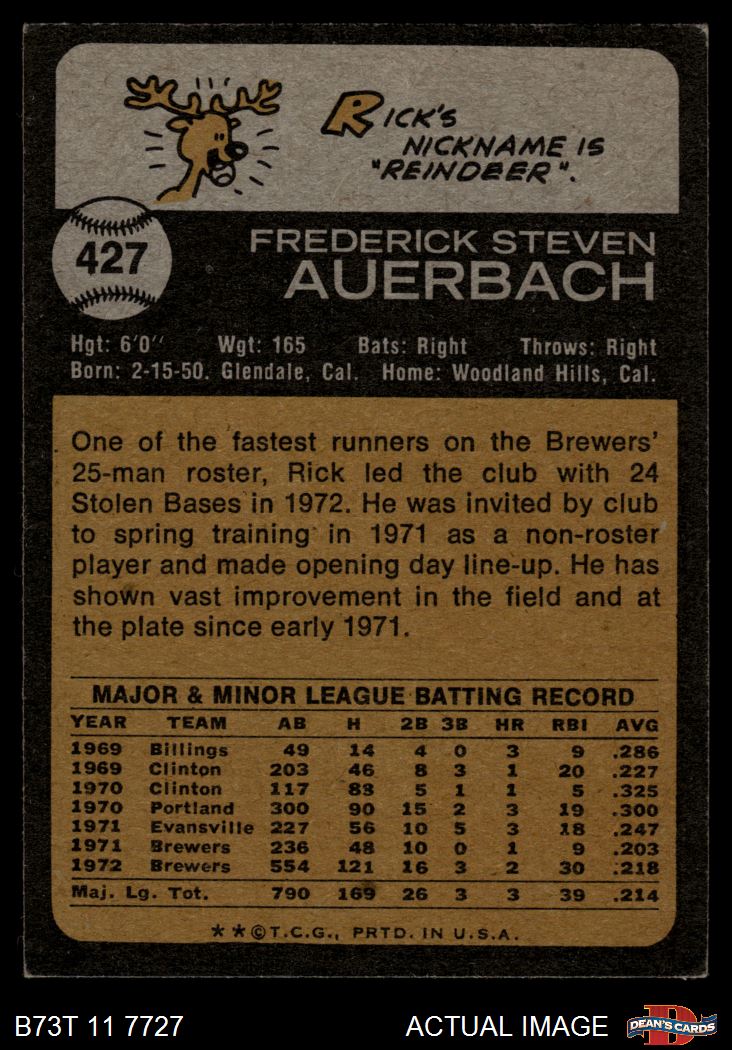 RICK'S
NICKNAME IS
"REINDEER".
427
FREDERICK STEVEN
AUERBACH
Hgt: 6'0" Wgt: 165 Bats: Right Throws: Right
Born: 2-15-50. Glendale, Cal. Home: Woodland Hills, Cal.
One of the fastest runners on the Brewers'
25-man roster, Rick led the club with 24
Stolen Bases in 1972. He was invited by club
to spring training in 1971 as a non-roster
player and made opening day line-up. He has
shown vast improvement in the field and at
the plate since early 1971.
MAJOR & MINOR LEAGUE BATTING RECORD
YEAR TEAM AB H 2B 3B HR RBI AVG
1969 Billings 49 14 4 0 3 9 .286
1969 Clinton 203 46 8 3 1 20 .227
1970 Clinton 117 83 5 1 1 5 .325
1970 Portland 300 90 15 2 3 19 .300
1971 Evansville 227 56 10 5 3 18 .247
1971 Brewers 236 48 10 0 1 9 .203
1972 Brewers 554 121 16 3 2 30 .218
Maj. Lg. Tot. 790 169 26 3 3 39 .214
**©T.C.G., PRTD. IN U.S.A.
B73T 11 7727 ACTUAL IMAGE
D
DEAN'S CARDS